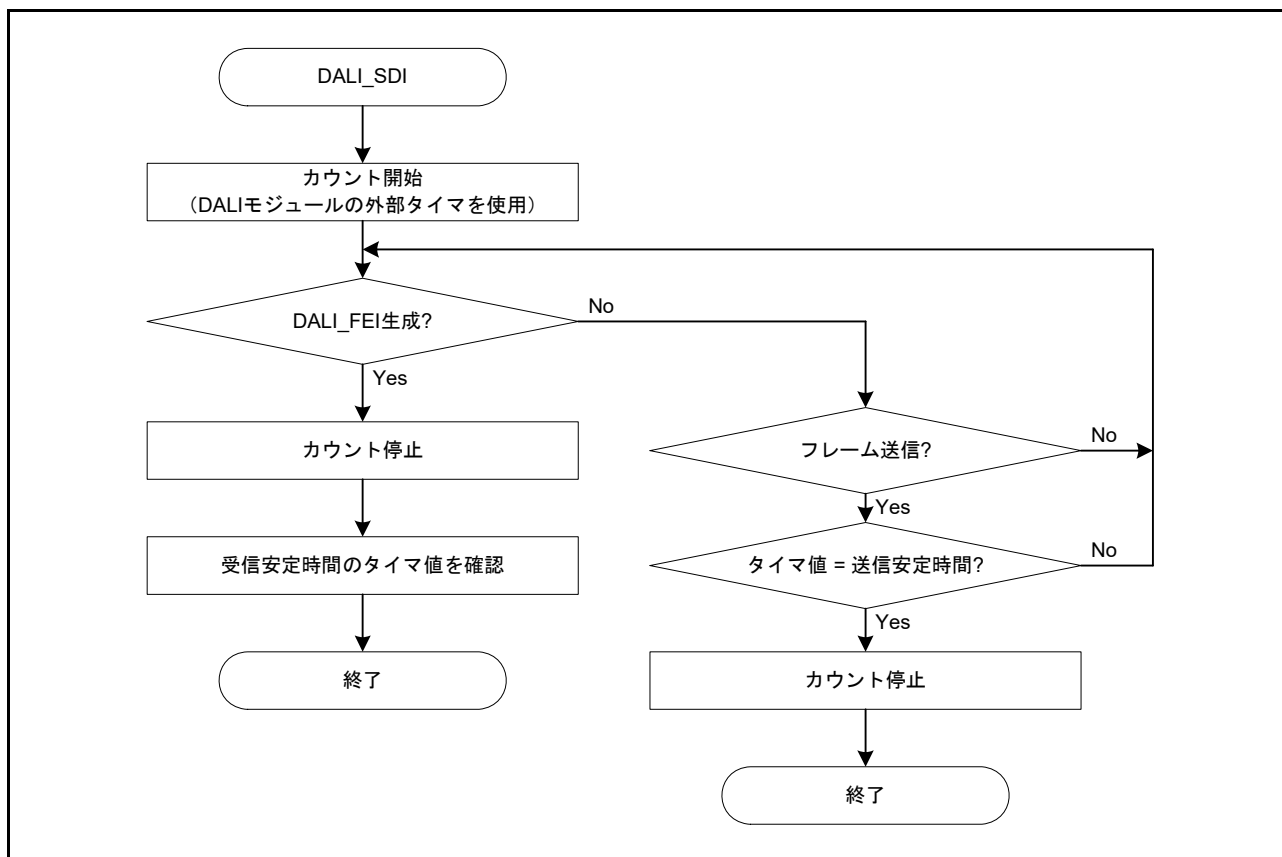 DALI_SDI
カウント開始
（DALIモジュールの外部タイマを使用）
DALI_FEI生成?
No
Yes
カウント停止
受信安定時間のタイマ値を確認
終了
フレーム送信?
No
Yes
タイマ値 = 送信安定時間?
No
Yes
カウント停止
終了